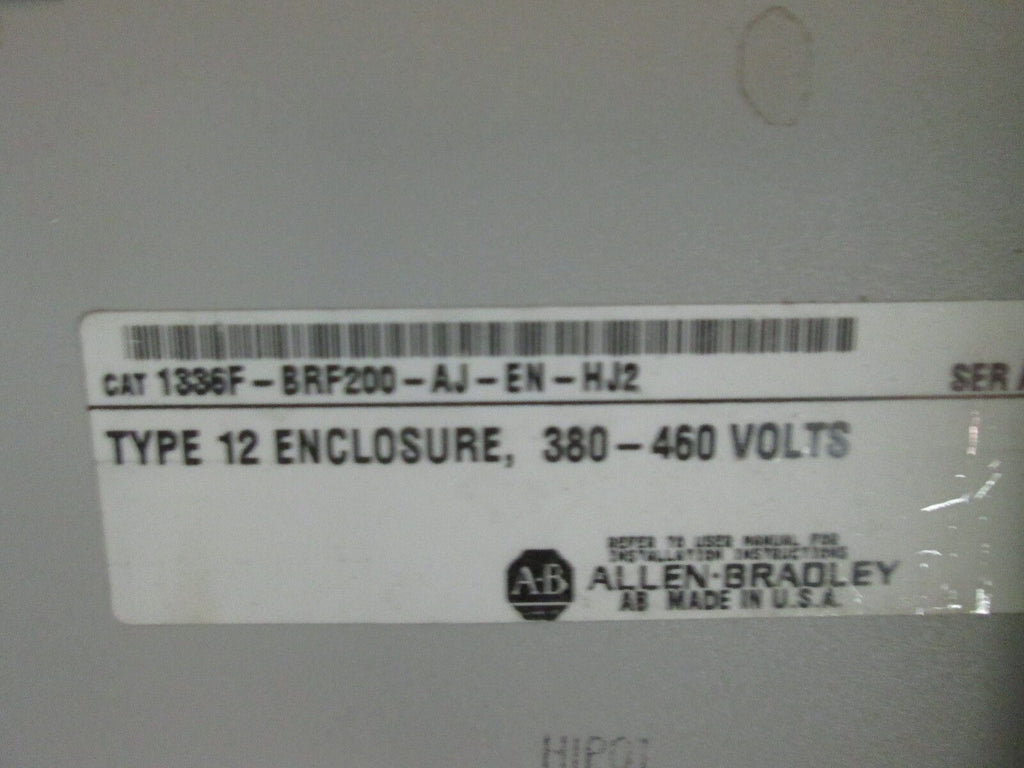 CAT 1336F-BRF200-AJ-EN-HJ2 SER A
TYPE 12 ENCLOSURE, 380-460 VOLTS
REFER TO USER MANUAL FOR
INSTALLATION INSTRUCTIONS
A-B
ALLEN-BRADLEY
AB MADE IN U.S.A.